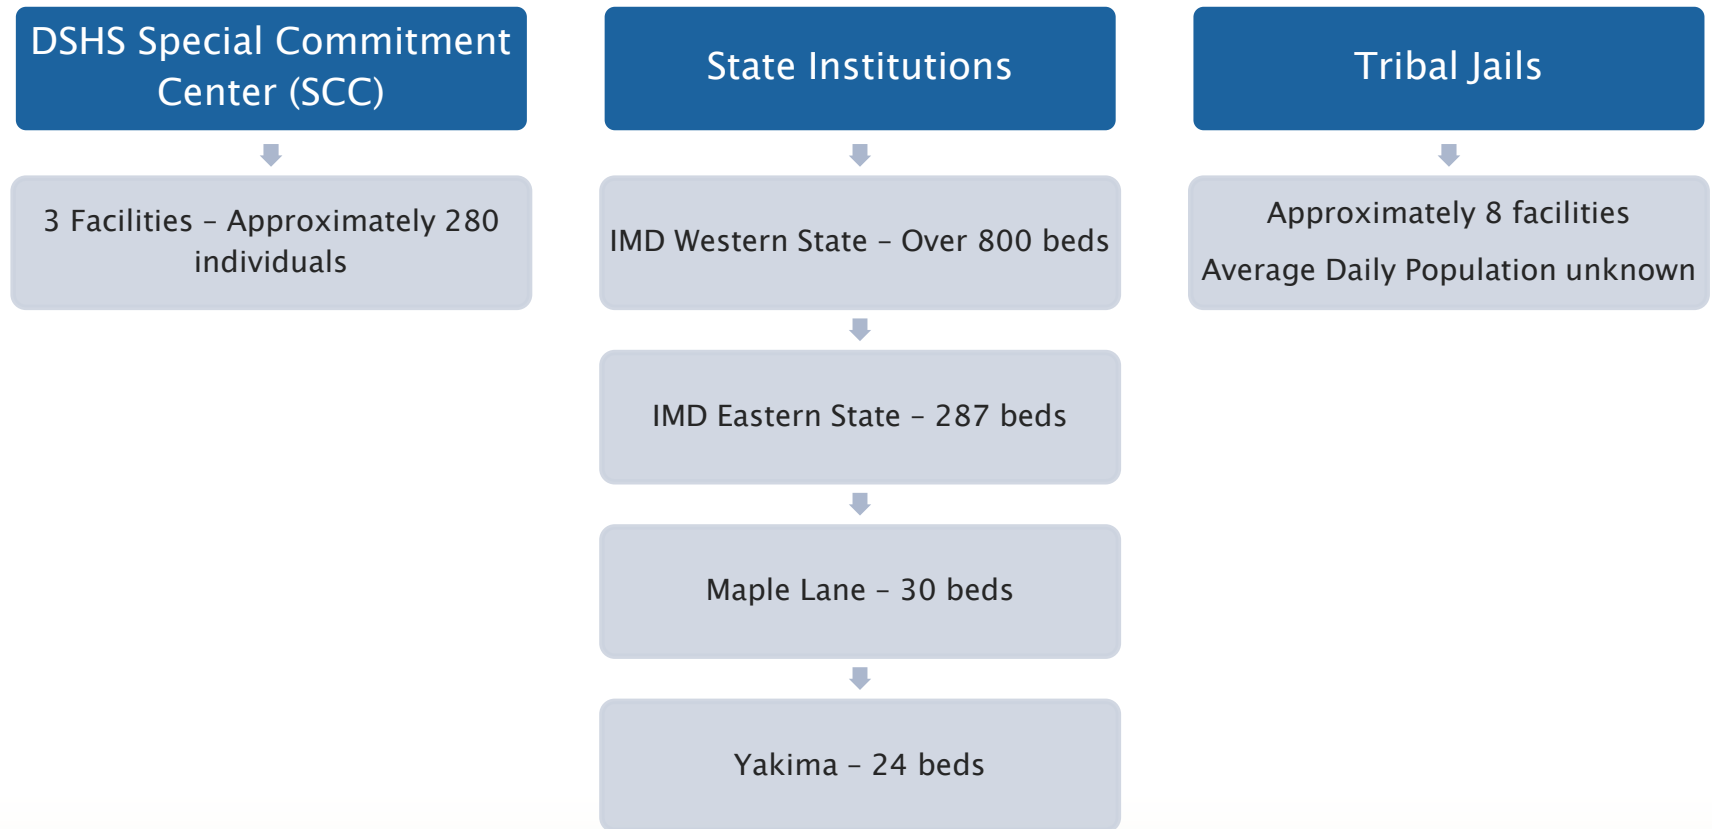 DSHS Special Commitment
Center (SCC)
3 Facilities – Approximately 280
individuals
State Institutions
IMD Western State – Over 800 beds
IMD Eastern State – 287 beds
Maple Lane – 30 beds
Yakima – 24 beds
Tribal Jails
Approximately 8 facilities
Average Daily Population unknown